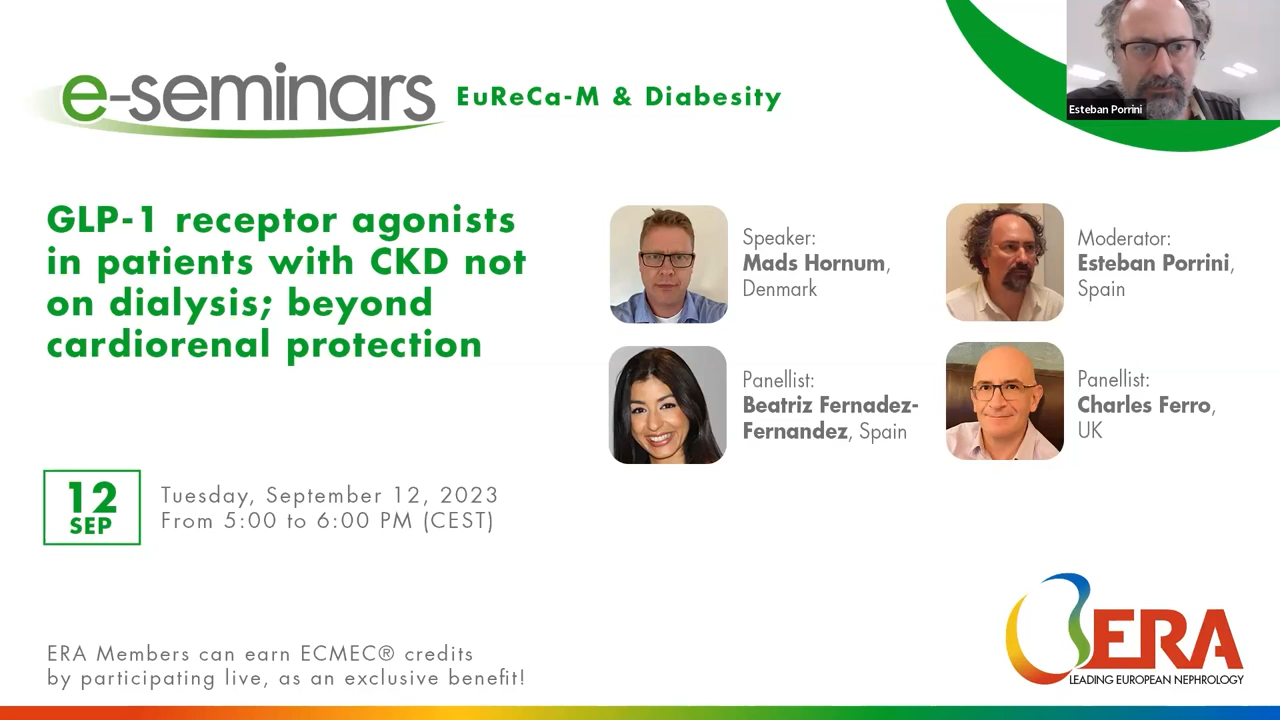 e-seminars
EuReCa-M & Diabesity
Esteban Porrini
GLP-1 receptor agonists
in patients with CKD not
on dialysis; beyond
cardiorenal protection
Speaker:
Mads Hornum,
Denmark
Moderator:
Esteban Porrini,
Spain
Panellist:
Beatriz Fernadez-
Fernandez, Spain
Panellist:
Charles Ferro,
UK
12
SEP
Tuesday, September 12, 2023
From 5:00 to 6:00 PM (CEST)
ERA Members can earn ECMEC® credits
by participating live, as an exclusive benefit!
ERA
LEADING EUROPEAN NEPHROLOGY